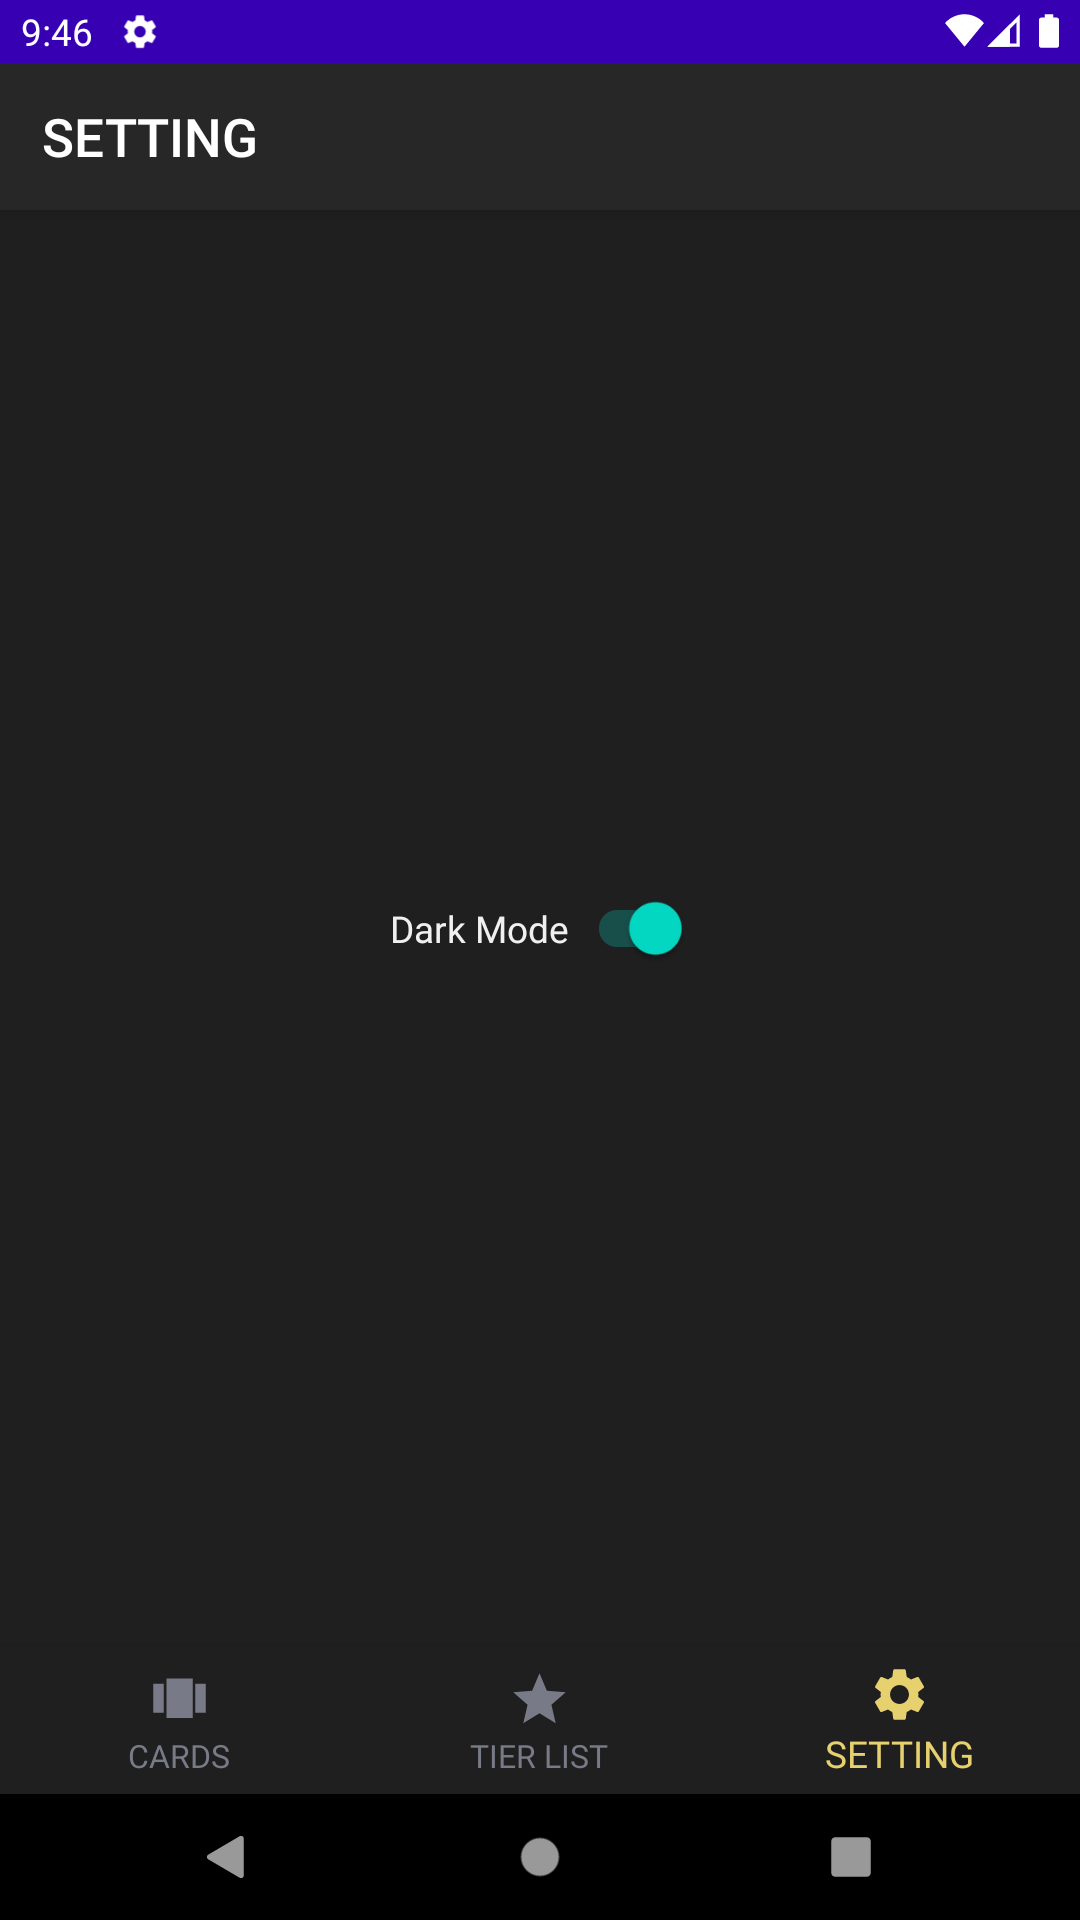 9:46
SETTING
Dark Mode
CARDS
TIER LIST
SETTING